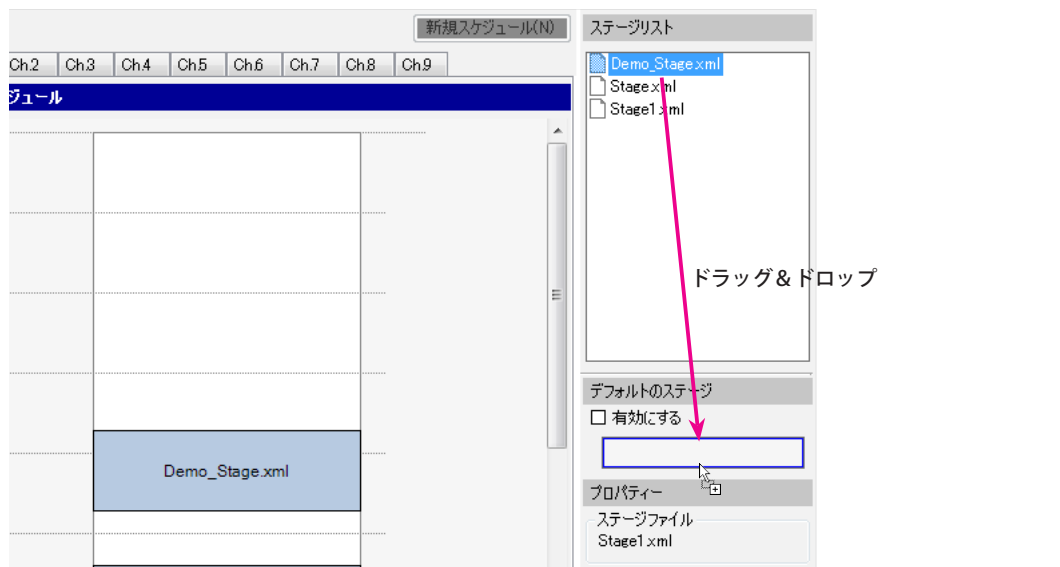 新規スケジュール(N)
Ch.2 Ch.3 Ch.4 Ch.5 Ch.6 Ch.7 Ch.8 Ch.9
ジュール
Demo_Stage.xml
ステージリスト
Demo_Stage.xml
Stage.xml
Stage1.xml
ドラッグ＆ドロップ
デフォルトのステージ
有効にする
プロパティー
ステージファイル
Stage1.xml